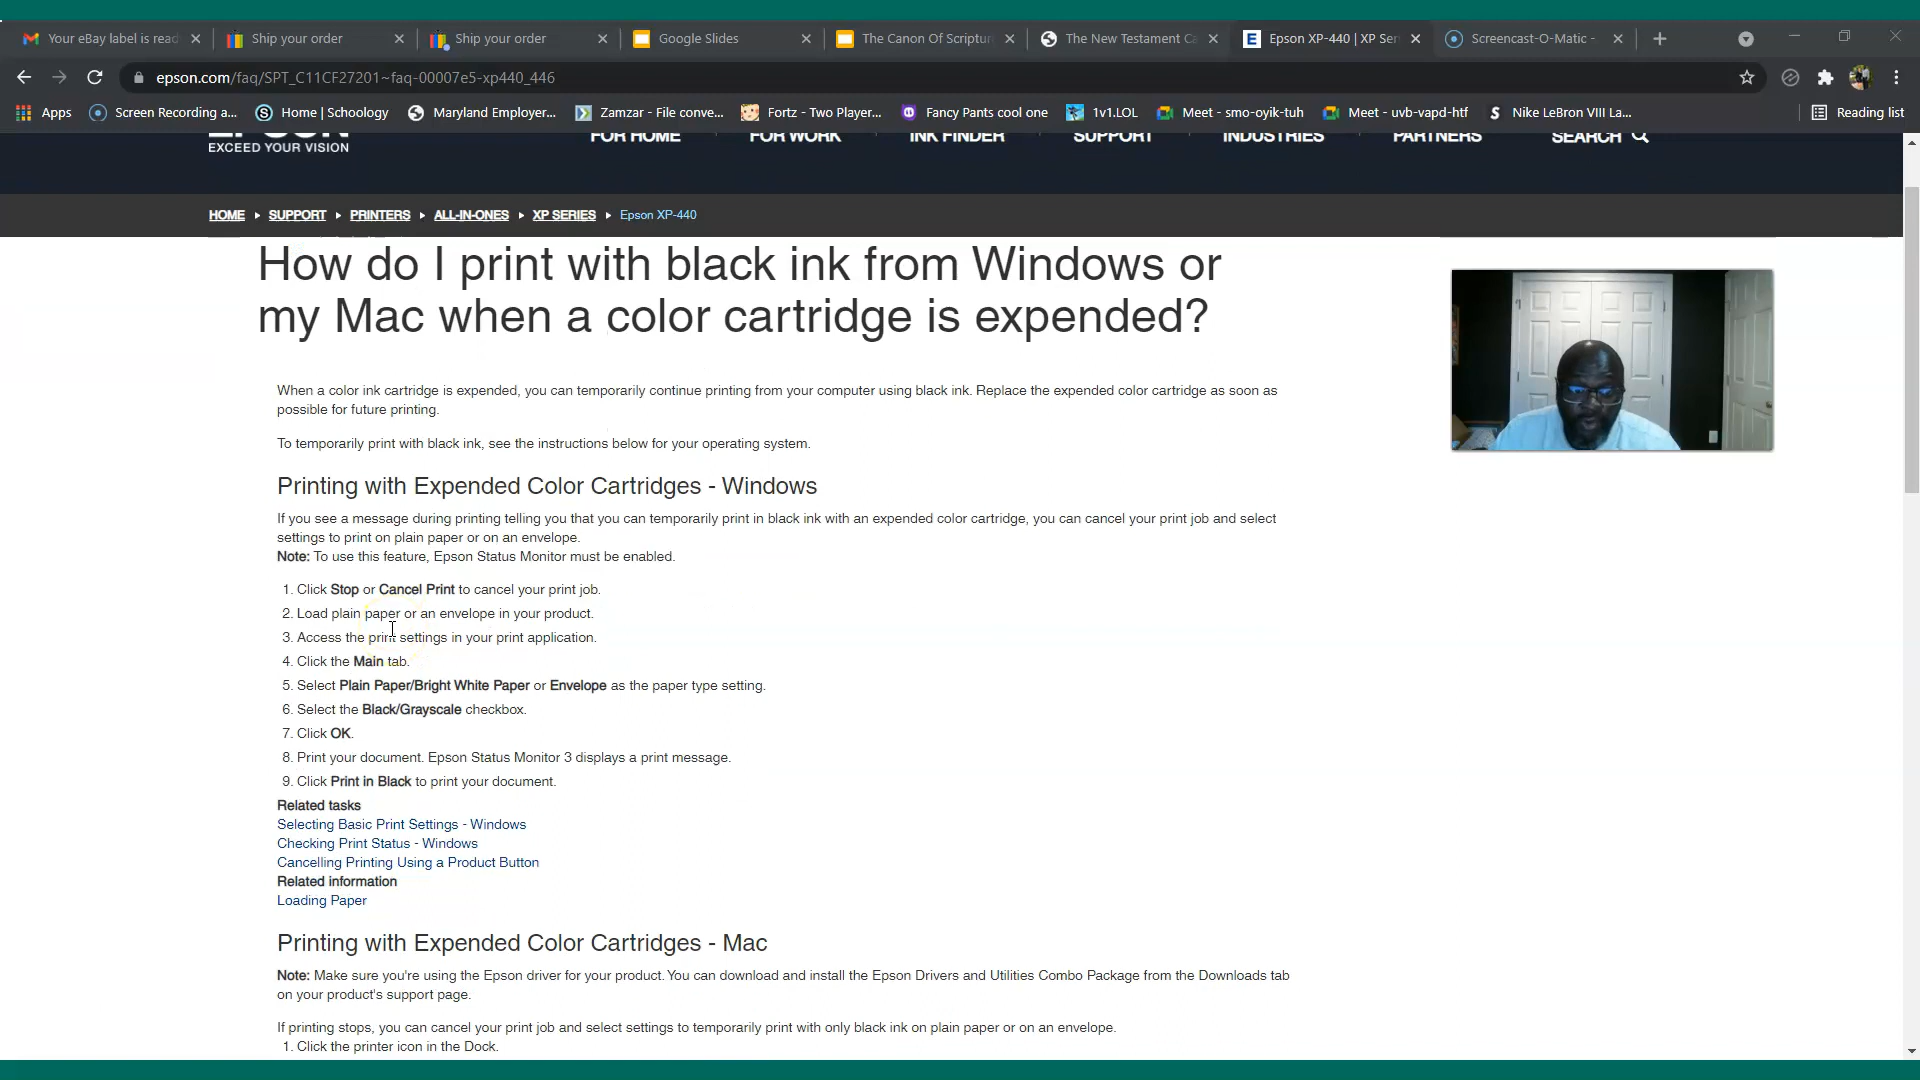 Your eBay label is read
Ship your order
Ship your order
Google Slides
The Canon Of Scriptur
The New Testament Ca
Epson XP-440 | XP Ser
Screencast-O-Matic -
epson.com/faq/SPT_C11CF27201~faq-00007e5-xp440_446
Apps
Screen Recording a...
Home | Schoology
Maryland Employer...
Zamzar - File conve...
Fortz - Two Player...
Fancy Pants cool one
1v1.LOL
Meet - smo-oyik-tuh
Meet - uvb-vapd-htf
Nike LeBron VIII La...
Reading list
EPSON
EXCEED YOUR VISION
FOR HOME
FOR WORK
INK FINDER
SUPPORT
INDUSTRIES
PARTNERS
SEARCH
HOME SUPPORT PRINTERS ALL-IN-ONES XP SERIES Epson XP-440
How do I print with black ink from Windows or
my Mac when a color cartridge is expended?
When a color ink cartridge is expended, you can temporarily continue printing from your computer using black ink. Replace the expended color cartridge as soon as
possible for future printing.
To temporarily print with black ink, see the instructions below for your operating system.
Printing with Expended Color Cartridges - Windows
If you see a message during printing telling you that you can temporarily print in black ink with an expended color cartridge, you can cancel your print job and select
settings to print on plain paper or on an envelope.
Note: To use this feature, Epson Status Monitor must be enabled.
1. Click Stop or Cancel Print to cancel your print job.
2. Load plain paper or an envelope in your product.
3. Access the print settings in your print application.
4. Click the Main tab.
5. Select Plain Paper/Bright White Paper or Envelope as the paper type setting.
6. Select the Black/Grayscale checkbox.
7. Click OK.
8. Print your document. Epson Status Monitor 3 displays a print message.
9. Click Print in Black to print your document.
Related tasks
Selecting Basic Print Settings - Windows
Checking Print Status - Windows
Cancelling Printing Using a Product Button
Related information
Loading Paper
Printing with Expended Color Cartridges - Mac
Note: Make sure you're using the Epson driver for your product. You can download and install the Epson Drivers and Utilities Combo Package from the Downloads tab
on your product's support page.
If printing stops, you can cancel your print job and select settings to temporarily print with only black ink on plain paper or on an envelope.
1. Click the printer icon in the Dock.